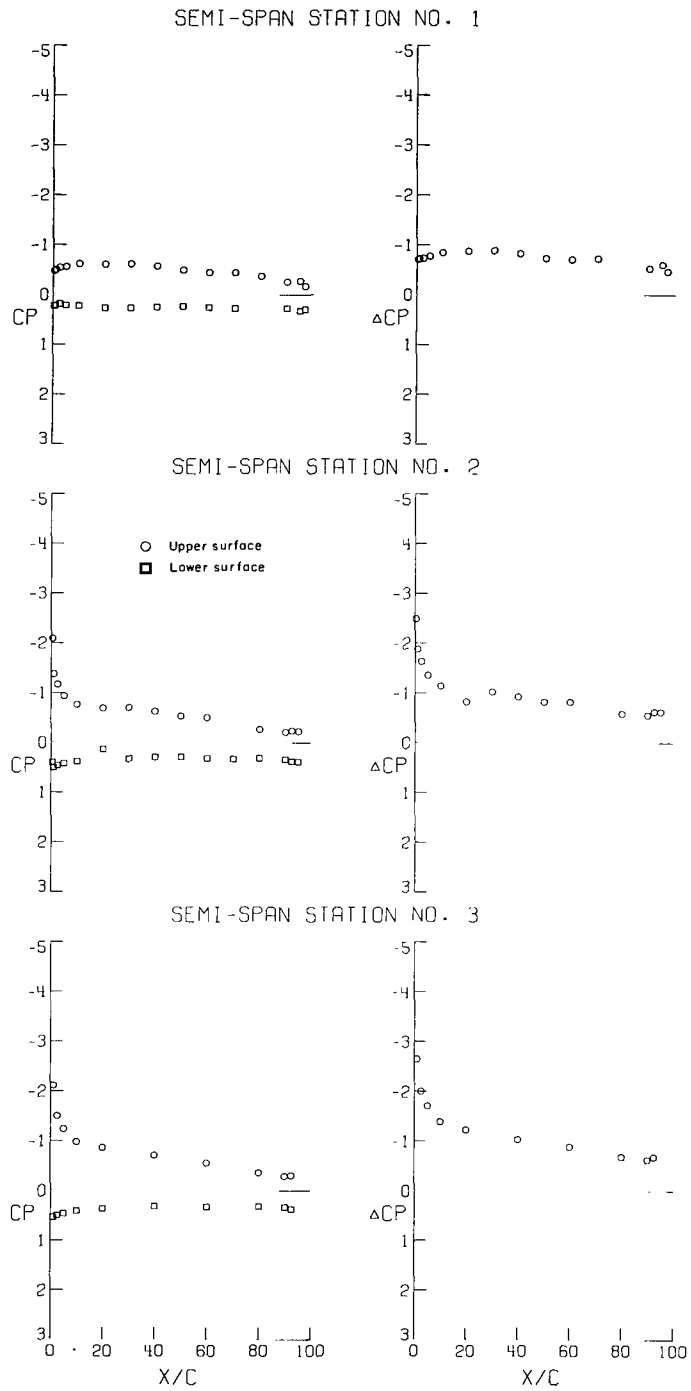 SEMI-SPAN STATION NO. 1
-5 -5
-4 -4
-3 -3
-2 -2
-1 -1
0 0
CP ΔCP
1 1
2 2
3 3
SEMI-SPAN STATION NO. 2
-5 -5
○ Upper surface
□ Lower surface
-4 -4
-3 -3
-2 -2
-1 -1
0 0
CP ΔCP
1 1
2 2
3 3
SEMI-SPAN STATION NO. 3
-5 -5
-4 -4
-3 -3
-2 -2
-1 -1
0 0
CP ΔCP
1 1
2 2
3 3
0 20 40 60 80 100 0 20 40 60 80 100
X/C X/C